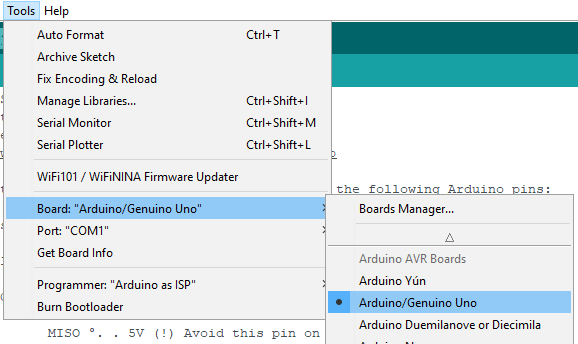 Tools Help
Auto Format Ctrl+T
Archive Sketch
Fix Encoding & Reload
Manage Libraries... Ctrl+Shift+I
Serial Monitor Ctrl+Shift+M
Serial Plotter Ctrl+Shift+L
WiFi101 / WiFiNINA Firmware Updater
the following Arduino pins:
Board: "Arduino/Genuino Uno"
Port: "COM1"
Get Board Info
Programmer: "Arduino as ISP"
Burn Bootloader
Boards Manager...
△
Arduino AVR Boards
Arduino Yún
Arduino/Genuino Uno
Arduino Duemilanove or Diecimila
MISO °. . 5V (!) Avoid this pin on